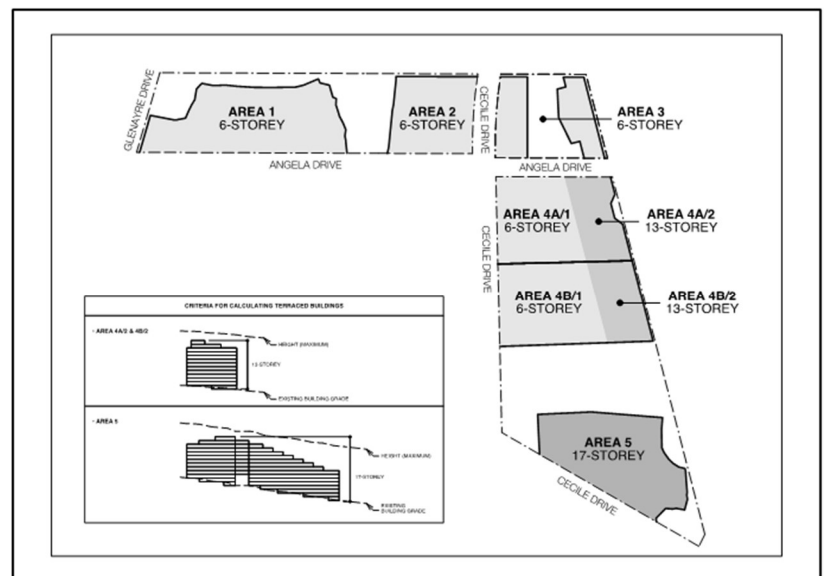 GLENAYRE DRIVE
AREA 1
6-STOREY
AREA 2
6-STOREY
CECILE DRIVE
AREA 3
6-STOREY
ANGELA DRIVE
ANGELA DRIVE
AREA 4A/1
6-STOREY
AREA 4A/2
13-STOREY
CECILE DRIVE
AREA 4B/1
6-STOREY
AREA 4B/2
13-STOREY
AREA 5
17-STOREY
CECILE DRIVE
CRITERIA FOR CALCULATING TERRACED BUILDINGS
- AREA 4A/2 & 4B/2
HEIGHT (MAXIMUM)
13-STOREY
EXISTING BUILDING GRADE
- AREA 5
HEIGHT (MAXIMUM)
17-STOREY
EXISTING
BUILDING GRADE